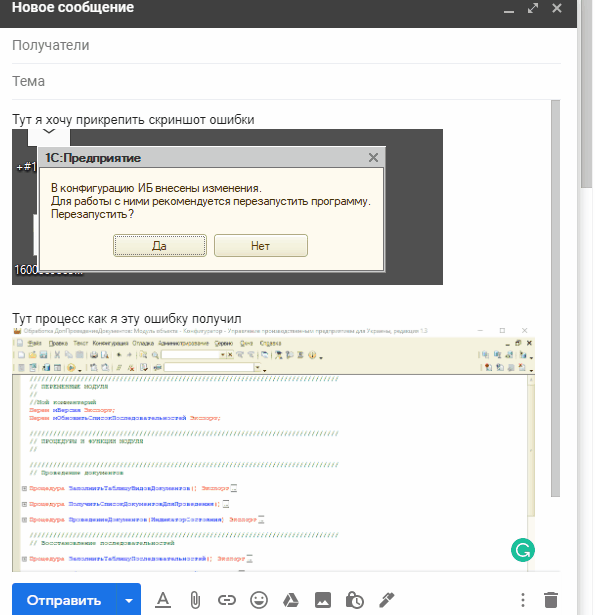 Новое сообщение
Получатели
Тема
Тут я хочу прикрепить скриншот ошибки
+#1
1С:Предприятие
В конфигурацию ИБ внесены изменения.
Для работы с ними рекомендуется перезапустить программу.
Перезапустить?
Да Нет
Тут процесс как я эту ошибку получил
Обработка ДопПроведениеДокументов: Модуль объекта - Конфигуратор - Управление производственным предприятием для Украины, редакция 1.3
Файл Правка Текст Конфигурация Отладка Администрирование Сервис Окна Справка
////////////////////////////////////////////////////////////////////////////////
// ПЕРЕМЕННЫЕ МОДУЛЯ
//
//Мой комментарий
Перем мВерсия Экспорт;
Перем мОбновитьСписокПоследовательностей Экспорт;
////////////////////////////////////////////////////////////////////////////////
// ПРОЦЕДУРЫ И ФУНКЦИИ МОДУЛЯ
//
////////////////////////////////////////////////////////////////////////////////
// Проведение документов
Процедура ЗаполнитьТаблицуВидовДокументов() Экспорт
Процедура ПолучитьСписокДокументовДляПроведения()
Процедура ПроведениеДокументов(ИндикаторСостояния) Экспорт
////////////////////////////////////////////////////////////////////////////////
// Восстановление последовательностей
Процедура ЗаполнитьТаблицуПоследовательностей() Экспорт
Отправить